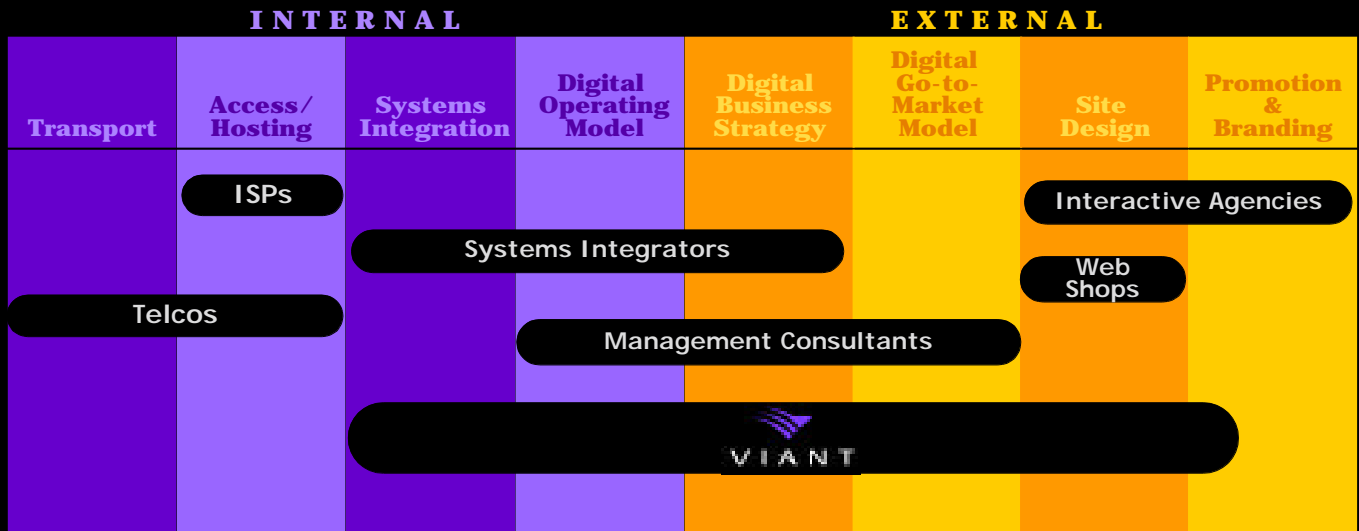 INTERNAL
EXTERNAL
Transport
Access/
Hosting
Systems
Integration
Digital
Operating
Model
Digital
Business
Strategy
Digital
Go-to-
Market
Model
Site
Design
Promotion
&
Branding
ISPs
Interactive Agencies
Systems Integrators
Web
Shops
Telcos
Management Consultants
VIANT